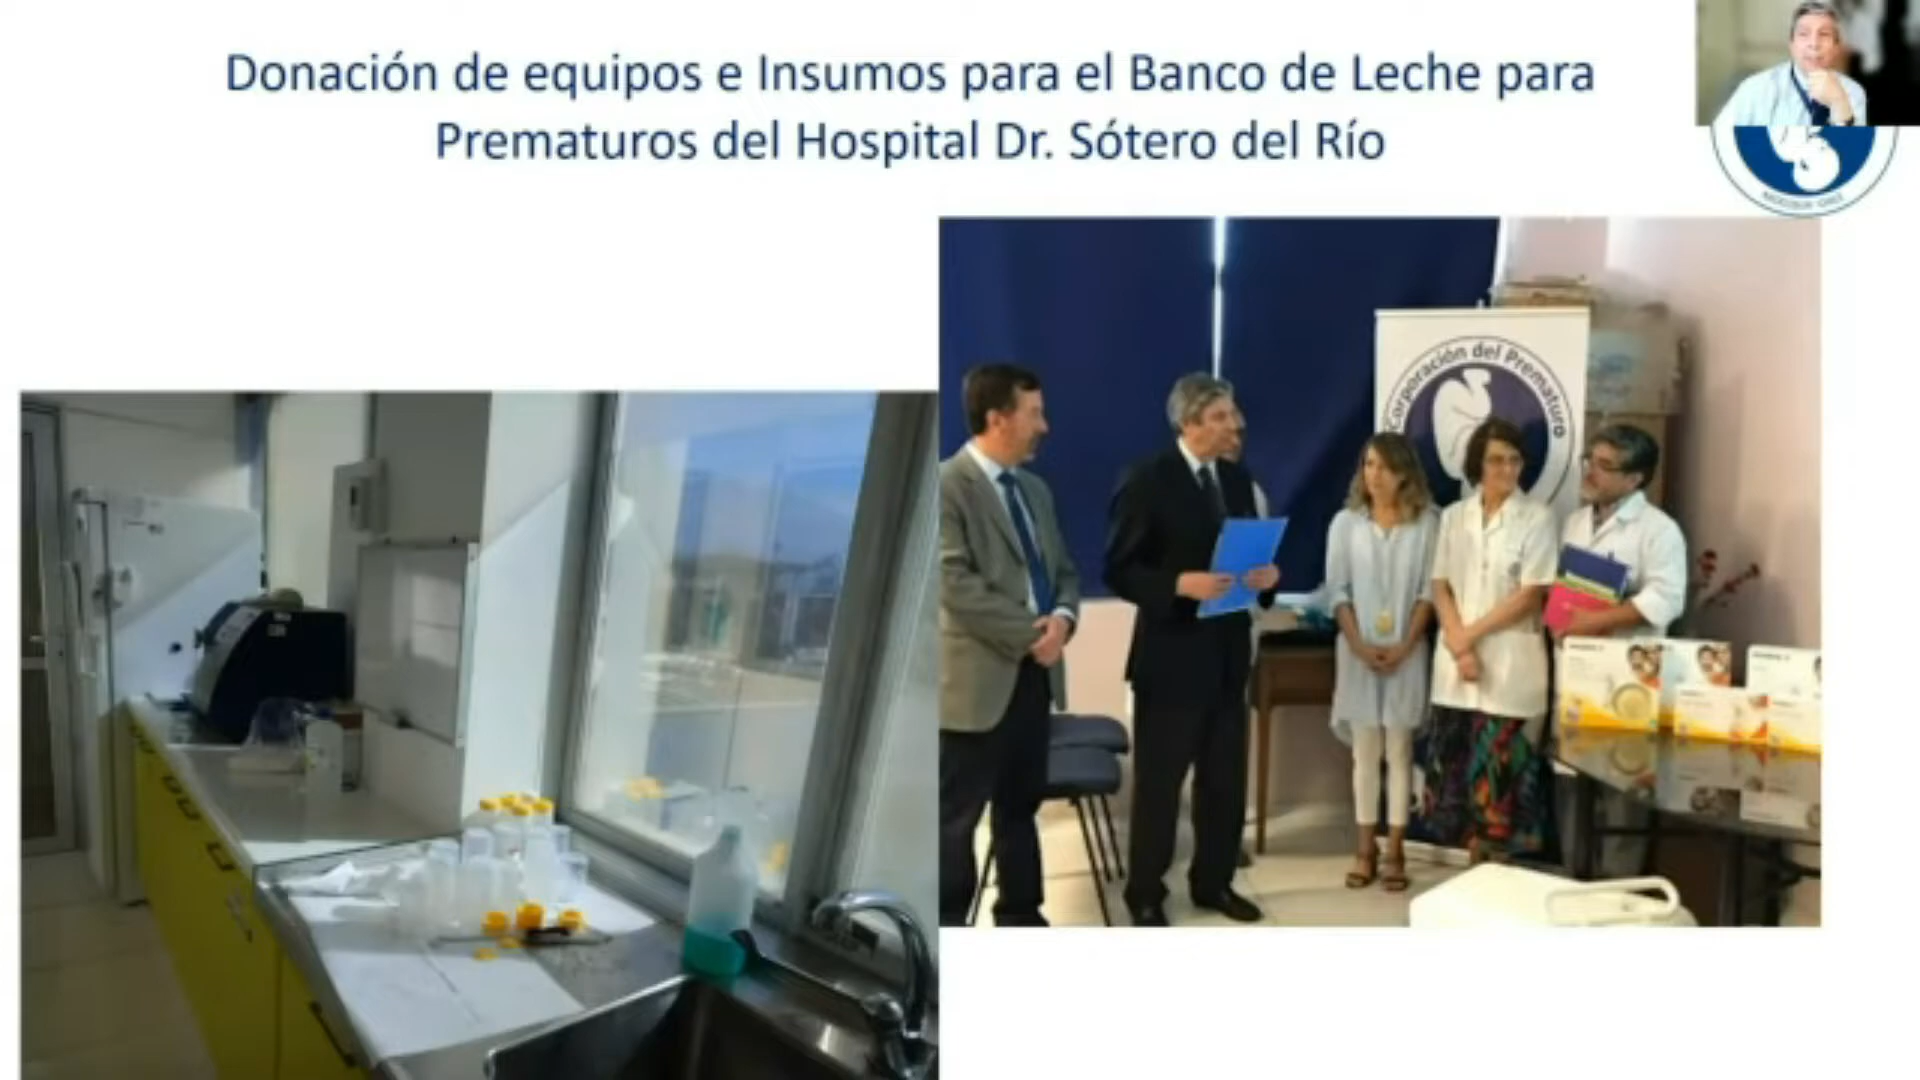 Donación de equipos e Insumos para el Banco de Leche para
Prematuros del Hospital Dr. Sótero del Río
Corporación del Prematuro